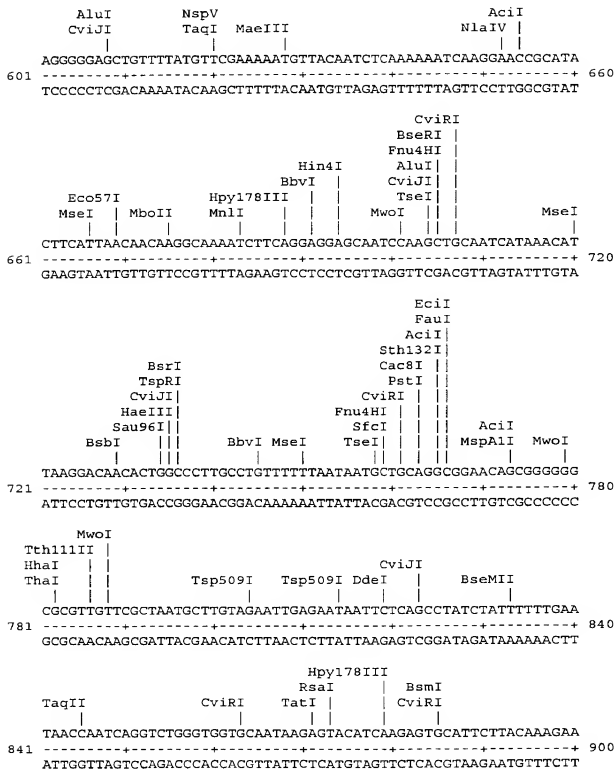 AluI NspV AciI
CviJI TaqI MaeIII NlaIV
AGGGGGAGCTGTTTTATGTTCGAAAAATGTTACAATCTCAAAAAATCAAGGAACCGCATA
601 ---------+---------+---------+---------+---------+---------+ 660
TCCCCCTCGACAAAATACAAGCTTTTTACAATGTTAGAGTTTTTTAGTTCCTTGGCGTAT
CviRI
BseRI
Fnu4HI
Hin4I AluI
BbvI CviJI
Eco57I Hpy178III TseI
MseI MboII MnlI MwoI MseI
CTTCATTAACAACAAGGCAAAATCTTCAGGAGGAGCAATCCAAGCTGCAATCATAAACAT
661 ---------+---------+---------+---------+---------+---------+ 720
GAAGTAATTGTTGTTCCGTTTTAGAAGTCCTCCTCGTTAGGTTCGACGTTAGTATTTGTA
EciI
FauI
AciI
Sth132I
BsrI Cac8I
TspRI PstI
CviJI CviRI
HaeIII Fnu4HI
Sau96I SfcI AciI
BsbI BbvI MseI TseI MspA1I MwoI
TAAGGACAACACTGGCCCTTGCCTGTTTTTTAATAATGCTGCAGGCGGAACAGCGGGGGG
721 ---------+---------+---------+---------+---------+---------+ 780
ATTCCTGTTGTGACCGGGAACGGACAAAAAATTATTACGACGTCCGCCTTGTCGCCCCCC
MwoI
Tth111II
HhaI CviJI
ThaI Tsp509I Tsp509I DdeI BseMII
CGCGTTGTTCGCTAATGCTTGTAGAATTGAGAATAATTCTCAGCCTATCTATTTTTTGAA
781 ---------+---------+---------+---------+---------+---------+ 840
GCGCAACAAGCGATTACGAACATCTTAACTCTTATTAAGAGTCGGATAGATAAAAAACTT
Hpy178III
RsaI BsmI
TaqII CviRI TatI CviRI
TAACCAATCAGGTCTGGGTGGTGCAATAAGAGTACATCAAGAGTGCATTCTTACAAAGAA
841 ---------+---------+---------+---------+---------+---------+ 900
ATTGGTTAGTCCAGACCCACCACGTTATTCTCATGTAGTTCTCACGTAAGAATGTTTCTT